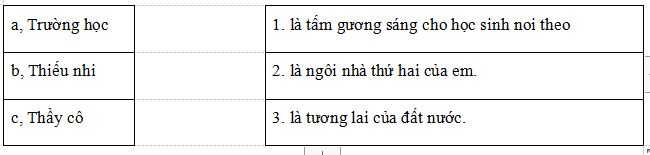 a, Trường học
1. là tấm gương sáng cho học sinh noi theo
b, Thiếu nhi
2. là ngôi nhà thứ hai của em.
c, Thầy cô
3. là tương lai của đất nước.